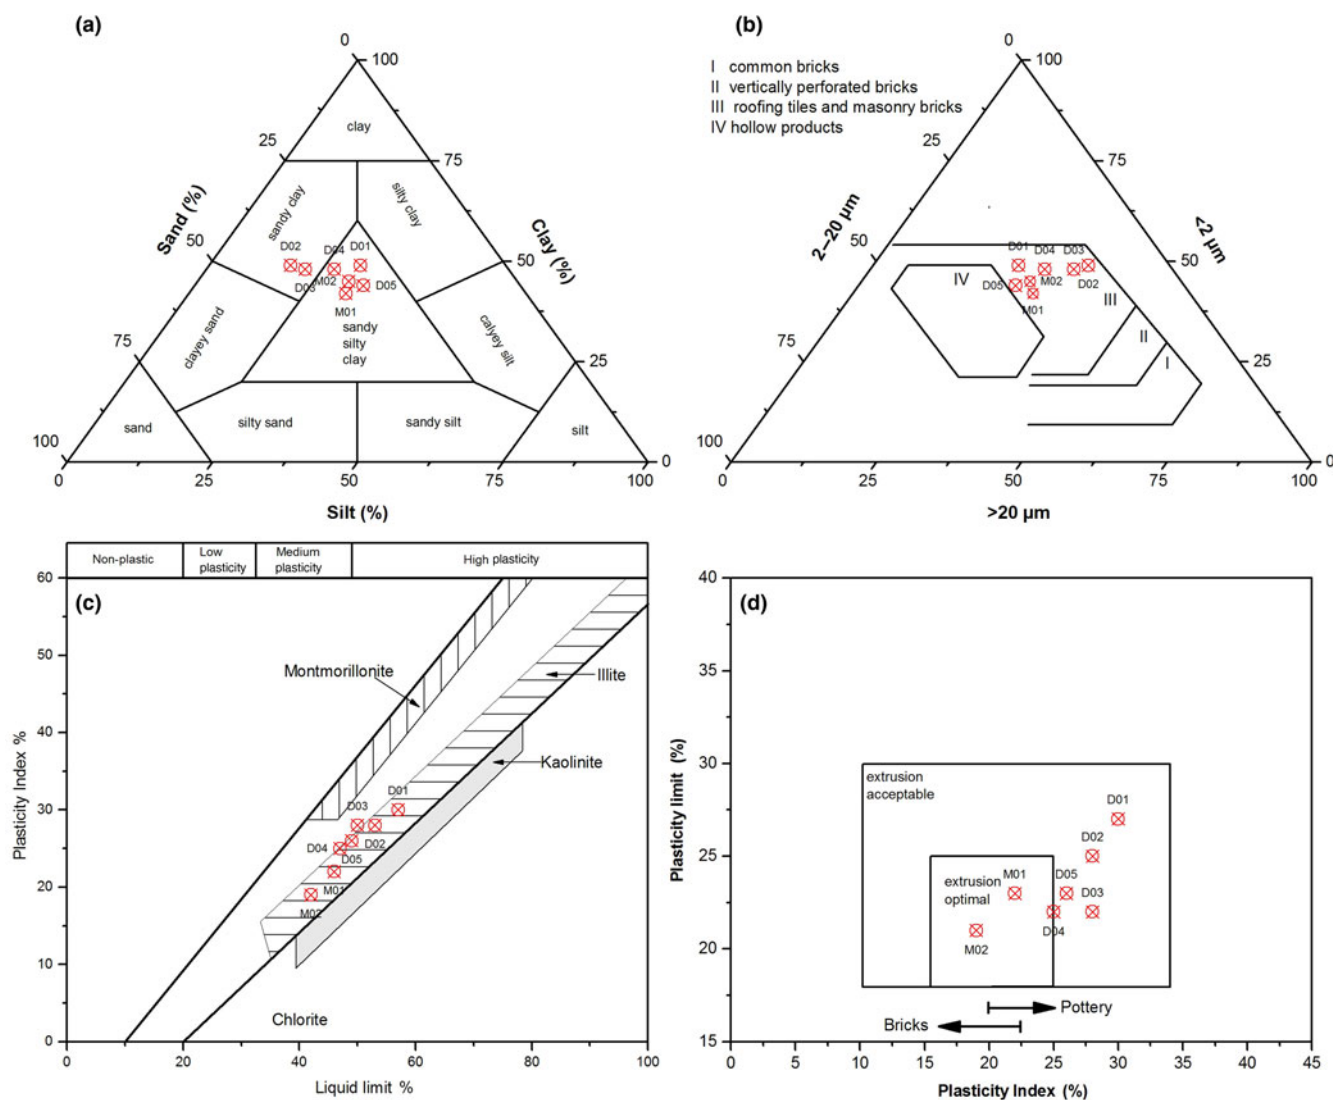 (a)
0
100
clay
25
75
Sand (%)
sandy clay
silty clay
Clay (%)
50
50
D02
D04
D01
D03
M02
D05
M01
sandy
silty
clay
clayey sand
calyey silt
75
25
sand
silty sand
sandy silt
silt
100
0
0
25
50
75
100
Silt (%)
(b)
0
100
I common bricks
II vertically perforated bricks
III roofing tiles and masonry bricks
IV hollow products
25
75
2–20 µm
<2 µm
50
50
D01
D04
D03
IV
D05
M02
D02
M01
III
II
I
75
25
100
0
0
25
50
75
100
>20 µm
Non-plastic
Low
plasticity
Medium
plasticity
High plasticity
(c)
60
50
40
30
20
10
0
Plasticity Index %
Montmorillonite
Illite
Kaolinite
D01
D03
D02
D04
D05
M01
M02
Chlorite
0
20
40
60
80
100
Liquid limit %
(d)
40
35
30
25
20
15
Plasticity limit (%)
extrusion
acceptable
D01
D02
extrusion
optimal
M01
D05
D03
D04
M02
Pottery
Bricks
0
5
10
15
20
25
30
35
40
45
Plasticity Index (%)